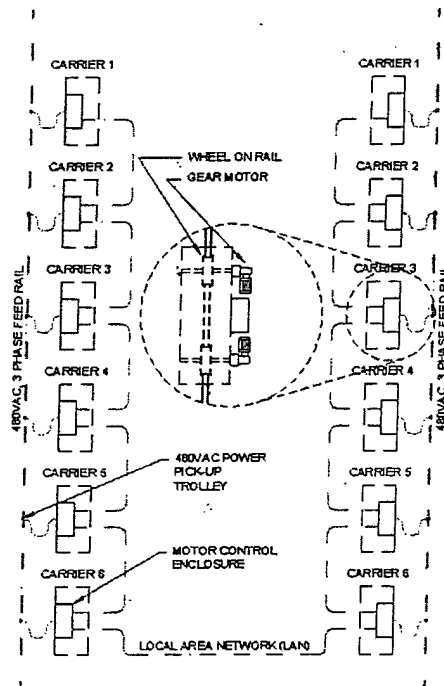 CARRIER 1
CARRIER 1
CARRIER 2
CARRIER 2
WHEEL ON RAIL
GEAR MOTOR
CARRIER 3
CARRIER 3
480VAC, 3 PHASE FEED RAIL
480VAC, 3 PHASE FEED RAIL
CARRIER 4
CARRIER 4
480VAC POWER
PICK-UP
TROLLEY
CARRIER 5
CARRIER 5
MOTOR CONTROL
ENCLOSURE
CARRIER 6
CARRIER 6
LOCAL AREA NETWORK (LAN)